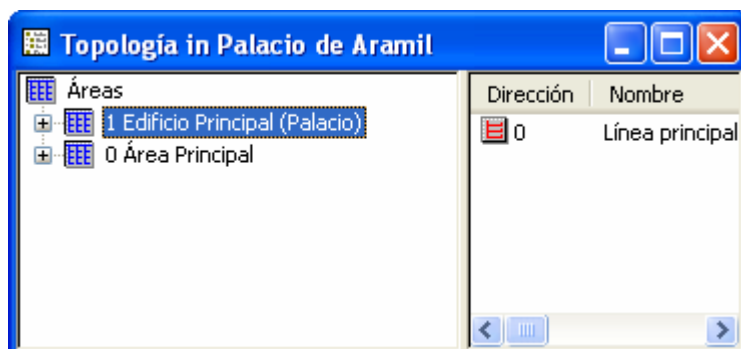 Topología in Palacio de Aramil
Áreas
1 Edificio Principal (Palacio)
0 Área Principal
Dirección Nombre
0 Línea principal